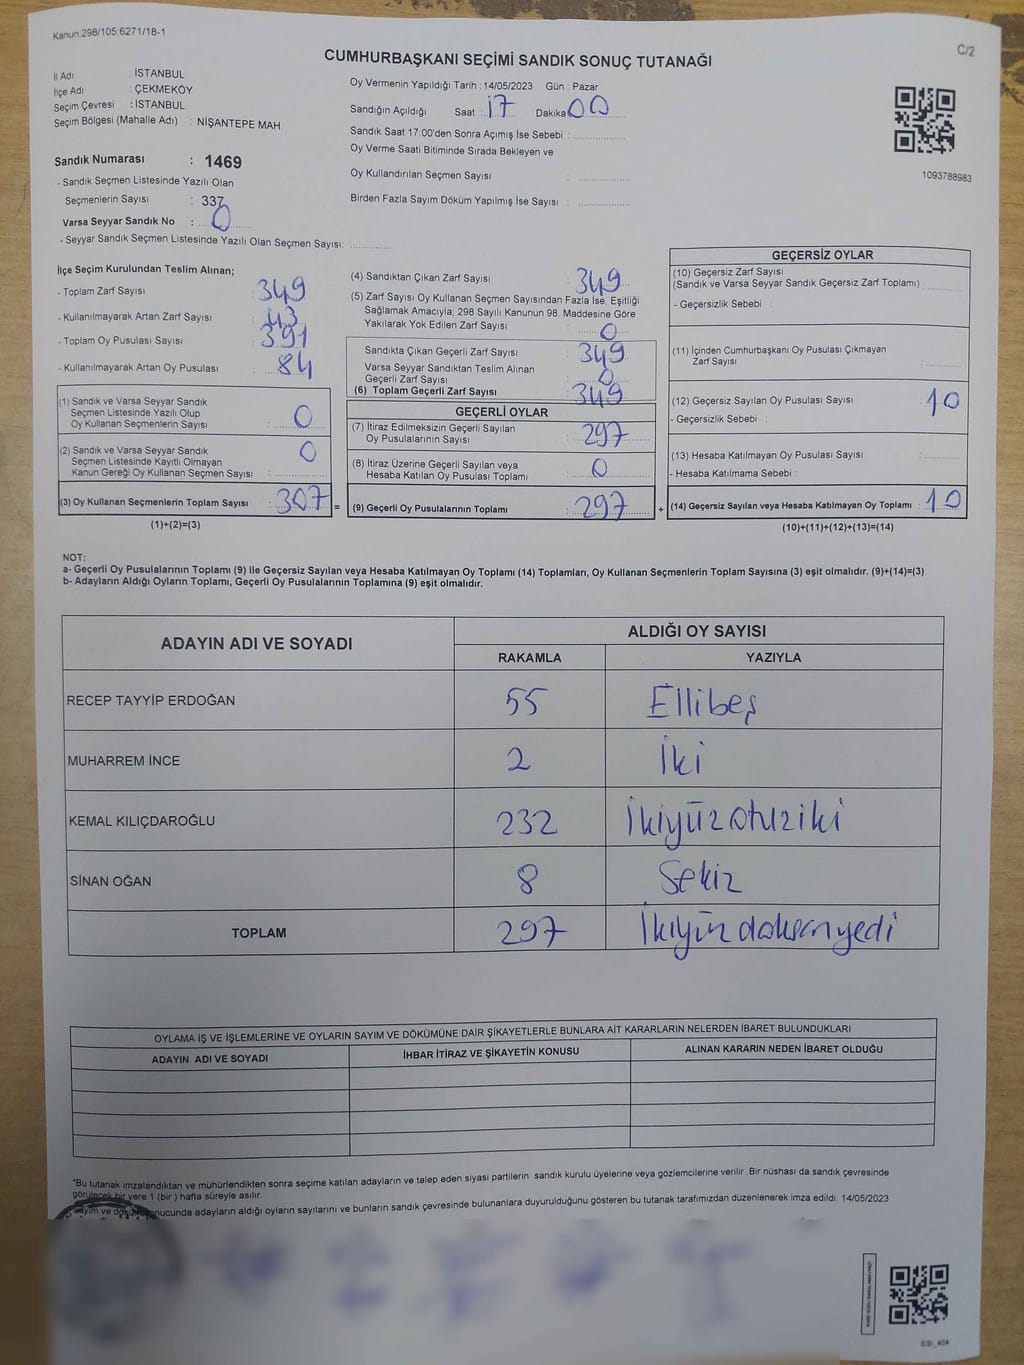 Kanun.298/105;6271/18-1
C/2
CUMHURBAŞKANI SEÇİMİ SANDIK SONUÇ TUTANAĞI
İl Adı : İSTANBUL
İlçe Adı : ÇEKMEKÖY
Seçim Çevresi : İSTANBUL
Seçim Bölgesi (Mahalle Adı) : NİŞANTEPE MAH.
Oy Vermenin Yapıldığı Tarih : 14/05/2023 Gün : Pazar
Sandığın Açıldığı Saat : 17 Dakika 00
Sandık Saat 17:00'den Sonra Açımış İse Sebebi :
Oy Verme Saati Bitiminde Sırada Bekleyen ve
Oy Kullandırılan Seçmen Sayısı :
Birden Fazla Sayım Döküm Yapılmış İse Sayısı :
1093788983
Sandık Numarası : 1469
- Sandık Seçmen Listesinde Yazılı Olan
Seçmenlerin Sayısı : 337
Varsa Seyyar Sandık No : 0
- Seyyar Sandık Seçmen Listesinde Yazılı Olan Seçmen Sayısı:
İlçe Seçim Kurulundan Teslim Alınan;
- Toplam Zarf Sayısı : 349
- Kullanılmayarak Artan Zarf Sayısı : 43
- Toplam Oy Pusulası Sayısı : 391
- Kullanılmayarak Artan Oy Pusulası : 84
(1) Sandık ve Varsa Seyyar Sandık
Seçmen Listesinde Yazılı Olup
Oy Kullanan Seçmenlerin Sayısı : 0
(2) Sandık ve Varsa Seyyar Sandık
Seçmen Listesinde Kayıtlı Olmayan
Kanun Gereği Oy Kullanan Seçmen Sayısı : 0
(3) Oy Kullanan Seçmenlerin Toplam Sayısı : 307 =
(1)+(2)=(3)
(4) Sandıktan Çıkan Zarf Sayısı : 349
(5) Zarf Sayısı Oy Kullanan Seçmen Sayısından Fazla İse, Eşitliği
Sağlamak Amacıyla; 298 Sayılı Kanunun 98. Maddesine Göre
Yakılarak Yok Edilen Zarf Sayısı : 0
Sandıkta Çıkan Geçerli Zarf Sayısı : 349
Varsa Seyyar Sandıktan Teslim Alınan
Geçerli Zarf Sayısı : 0
(6) Toplam Geçerli Zarf Sayısı : 349
GEÇERLİ OYLAR
(7) İtiraz Edilmeksizin Geçerli Sayılan
Oy Pusulalarının Sayısı : 297
(8) İtiraz Üzerine Geçerli Sayılan veya
Hesaba Katılan Oy Pusulası Toplamı : 0
(9) Geçerli Oy Pusulalarının Toplamı : 297 +
GEÇERSİZ OYLAR
(10) Geçersiz Zarf Sayısı
(Sandık ve Varsa Seyyar Sandık Geçersiz Zarf Toplamı) :
- Geçersizlik Sebebi :
(11) İçinden Cumhurbaşkanı Oy Pusulası Çıkmayan
Zarf Sayısı :
(12) Geçersiz Sayılan Oy Pusulası Sayısı : 10
- Geçersizlik Sebebi :
(13) Hesaba Katılmayan Oy Pusulası Sayısı :
- Hesaba Katılmama Sebebi :
(14) Geçersiz Sayılan veya Hesaba Katılmayan Oy Toplamı : 10
(10)+(11)+(12)+(13)=(14)
NOT:
a- Geçerli Oy Pusulalarının Toplamı (9) ile Geçersiz Sayılan veya Hesaba Katılmayan Oy Toplamı (14) Toplamları, Oy Kullanan Seçmenlerin Toplam Sayısına (3) eşit olmalıdır. (9)+(14)=(3)
b- Adayların Aldığı Oyların Toplamı, Geçerli Oy Pusulalarının Toplamına (9) eşit olmalıdır.
ADAYIN ADI VE SOYADI ALDIĞI OY SAYISI
RAKAMLA YAZIYLA
RECEP TAYYİP ERDOĞAN 55 Ellibeş
MUHARREM İNCE 2 İki
KEMAL KILIÇDAROĞLU 232 İkiyüzotuziki
SİNAN OĞAN 8 Sekiz
TOPLAM 297 İkiyüzdoksanyedi
OYLAMA İŞ VE İŞLEMLERİNE VE OYLARIN SAYIM VE DÖKÜMÜNE DAİR ŞİKAYETLERLE BUNLARA AİT KARARLARIN NELERDEN İBARET BULUNDUKLARI
ADAYIN ADI VE SOYADI İHBAR İTİRAZ VE ŞİKAYETİN KONUSU ALINAN KARARIN NEDEN İBARET OLDUĞU
"Bu tutanak imzalandıktan ve mühürlendikten sonra seçime katılan adayların ve talep eden siyasi partilerin sandık kurulu üyelerine veya gözlemcilerine verilir .Bir nüshası da sandık çevresinde
görülecek bir yere 1 (bir ) hafta süreyle asılır.
Sayım ve döküm sonucunda adayların aldığı oyların sayılarını ve bunların sandık çevresinde bulunanlara duyurulduğunu gösteren bu tutanak tarafımızdan düzenlenerek imza edildi. 14/05/2023